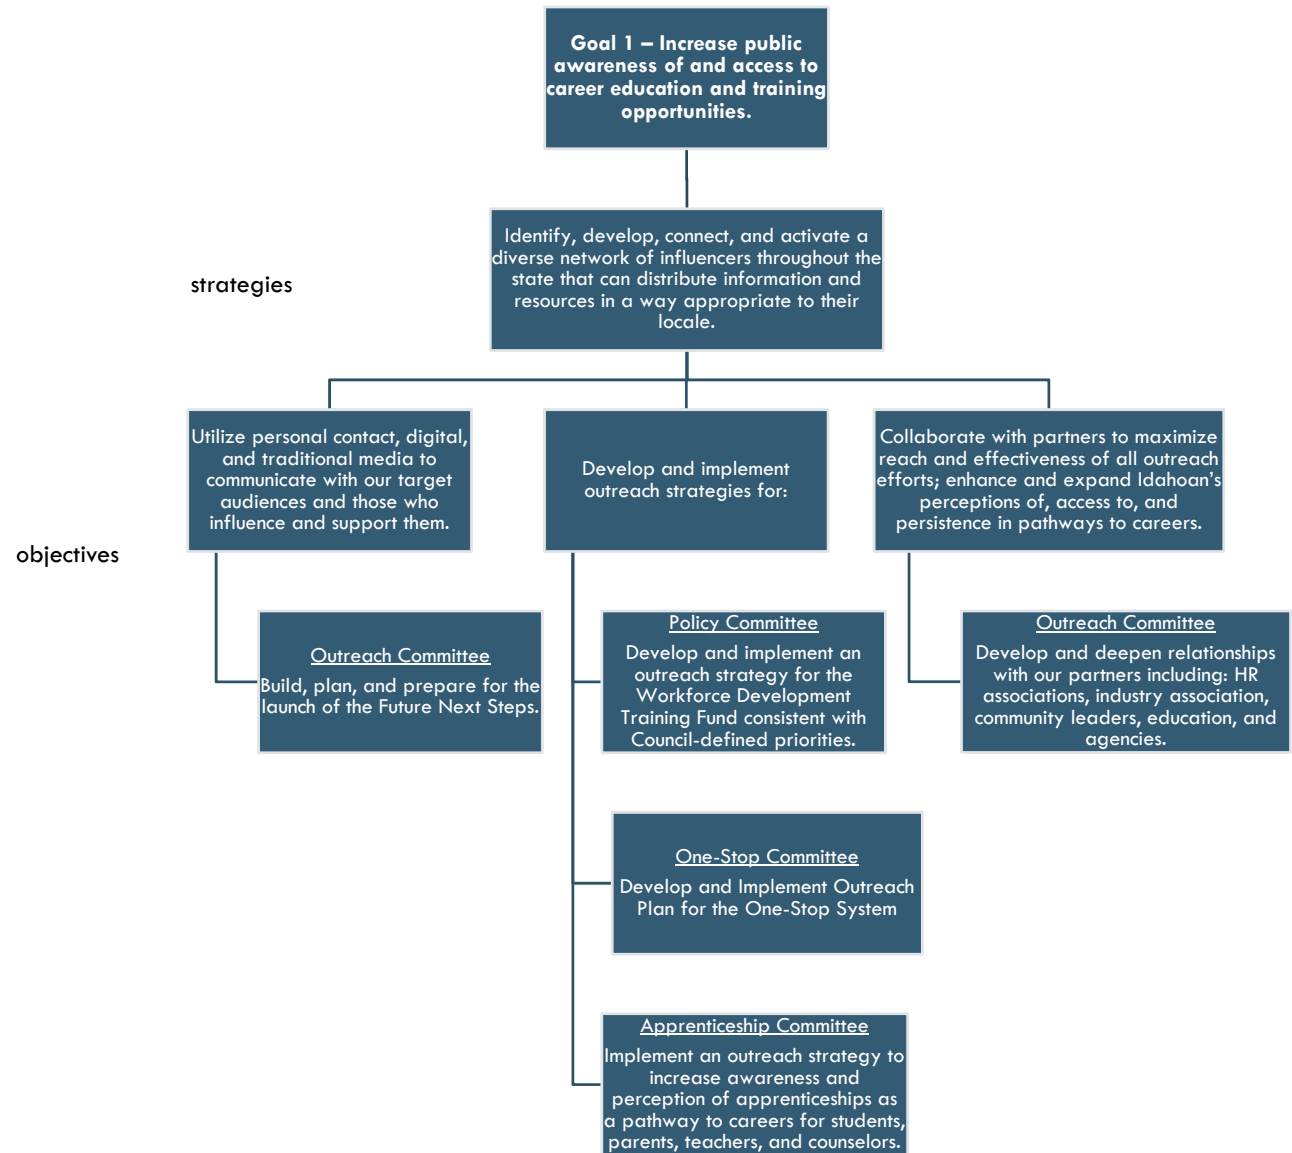 Goal 1 – Increase public
awareness of and access to
career education and training
opportunities.
strategies
Identify, develop, connect, and activate a
diverse network of influencers throughout the
state that can distribute information and
resources in a way appropriate to their
locale.
objectives
Utilize personal contact, digital,
and traditional media to
communicate with our target
audiences and those who
influence and support them.
Develop and implement
outreach strategies for:
Collaborate with partners to maximize
reach and effectiveness of all outreach
efforts; enhance and expand Idahoan's
perceptions of, access to, and
persistence in pathways to careers.
Outreach Committee
Build, plan, and prepare for the
launch of the Future Next Steps.
Policy Committee
Develop and implement an
outreach strategy for the
Workforce Development
Training Fund consistent with
Council-defined priorities.
Outreach Committee
Develop and deepen relationships
with our partners including: HR
associations, industry association,
community leaders, education, and
agencies.
One-Stop Committee
Develop and Implement Outreach
Plan for the One-Stop System
Apprenticeship Committee
Implement an outreach strategy to
increase awareness and
perception of apprenticeships as
a pathway to careers for students,
parents, teachers, and counselors.